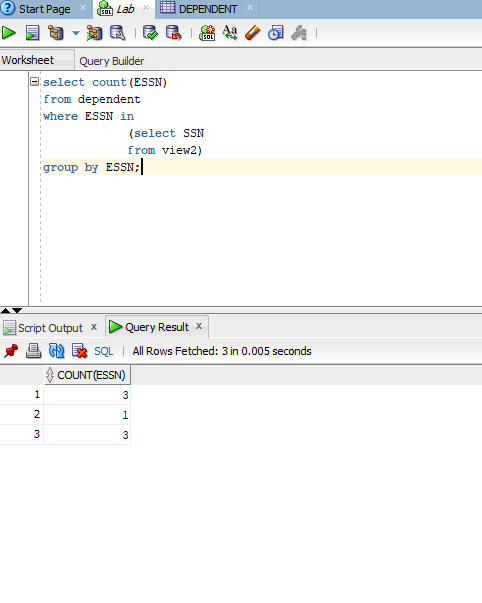 Start Page Lab DEPENDENT
SQL
Worksheet Query Builder
select count(ESSN)
from dependent
where ESSN in
(select SSN
from view2)
group by ESSN;
Script Output x Query Result x
SQL | All Rows Fetched: 3 in 0.005 seconds
COUNT(ESSN)
1 3
2 1
3 3